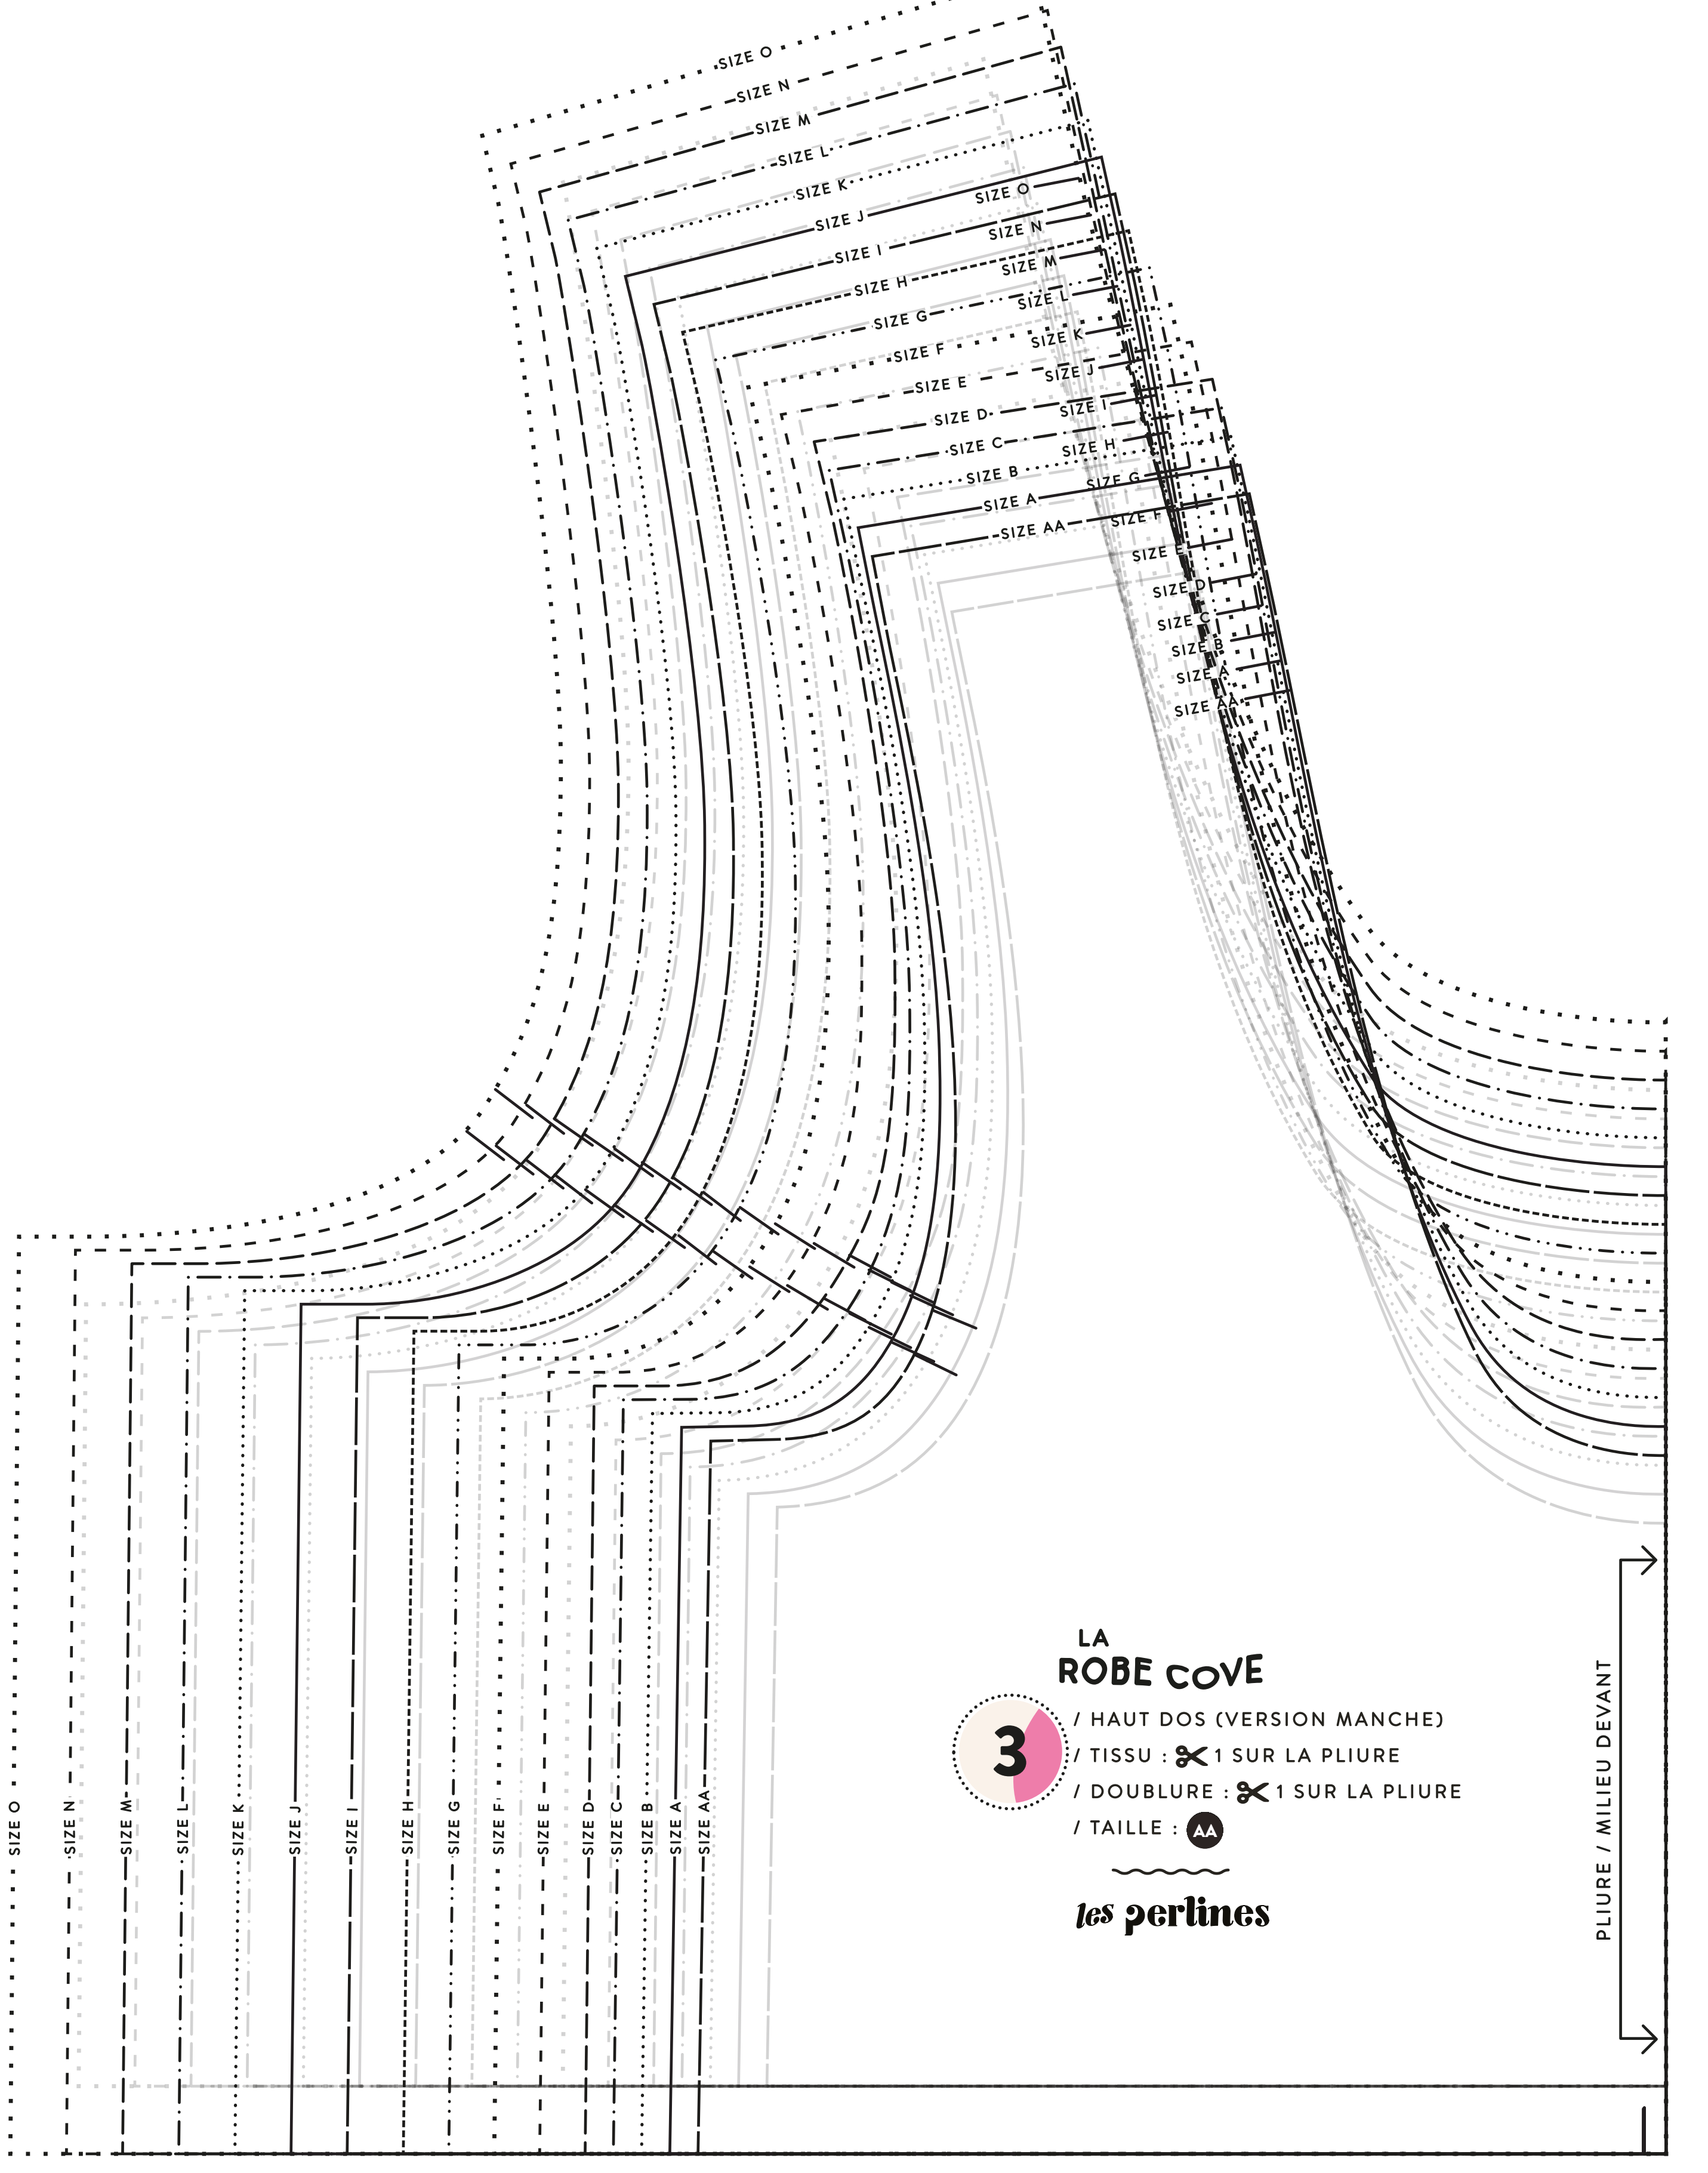 SIZE O
SIZE N
SIZE M
SIZE L
SIZE K
SIZE J
SIZE I
SIZE H
SIZE G
SIZE F
SIZE E
SIZE D
SIZE C
SIZE B
SIZE A
SIZE AA
SIZE O
SIZE N
SIZE M
SIZE L
SIZE K
SIZE J
SIZE I
SIZE H
SIZE G
SIZE F
SIZE E
SIZE D
SIZE C
SIZE B
SIZE A
SIZE AA
SIZE O
SIZE N
SIZE M
SIZE L
SIZE K
SIZE J
SIZE I
SIZE H
SIZE G
SIZE F
SIZE E
SIZE D
SIZE C
SIZE B
SIZE A
SIZE AA
LA
ROBE COVE
3
/ HAUT DOS (VERSION MANCHE)
/ TISSU : 1 SUR LA PLIURE
/ DOUBLURE : 1 SUR LA PLIURE
/ TAILLE : AA
les perlines
PLIURE / MILIEU DEVANT